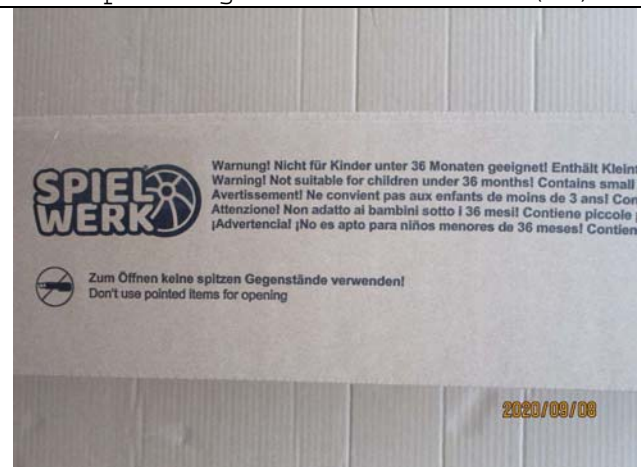 SPIEL
WERK
Warnung! Nicht für Kinder unter 36 Monaten geeignet! Enthält Kleint
Warning! Not suitable for children under 36 months! Contains small
Avertissement! Ne convient pas aux enfants de moins de 3 ans! Con
Attenzione! Non adatto ai bambini sotto i 36 mesi! Contiene piccole
¡Advertencia! ¡No es apto para niños menores de 36 meses! Contien
Zum Öffnen keine spitzen Gegenstände verwenden!
Don't use pointed items for opening
2020/09/08